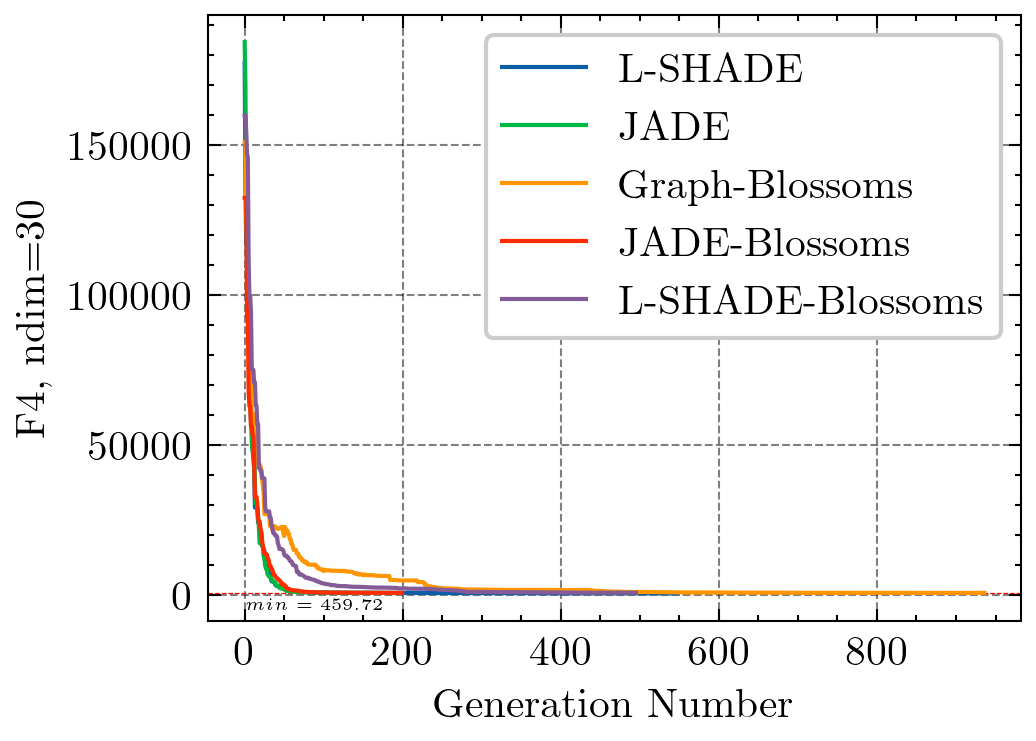 F4, ndim=30
150000
100000
50000
0
L-SHADE
JADE
Graph-Blossoms
JADE-Blossoms
L-SHADE-Blossoms
min = 459.72
0 200 400 600 800
Generation Number